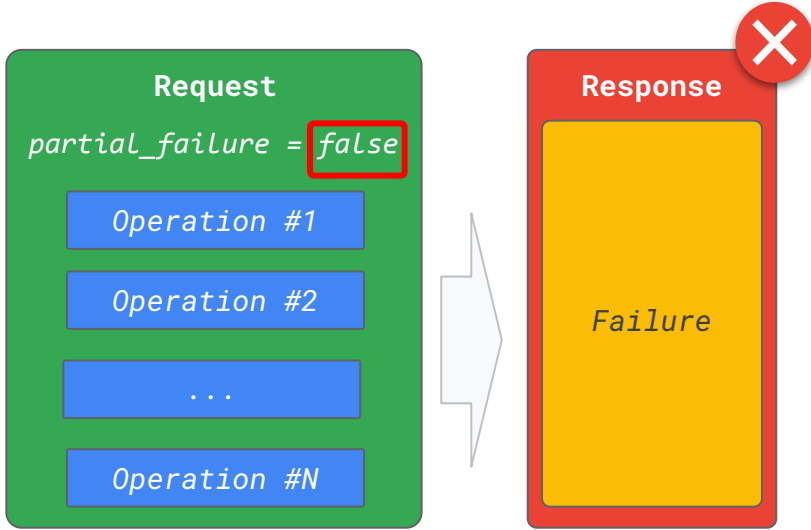 Request
partial_failure = false
Operation #1
Operation #2
...
Operation #N
Response
Failure